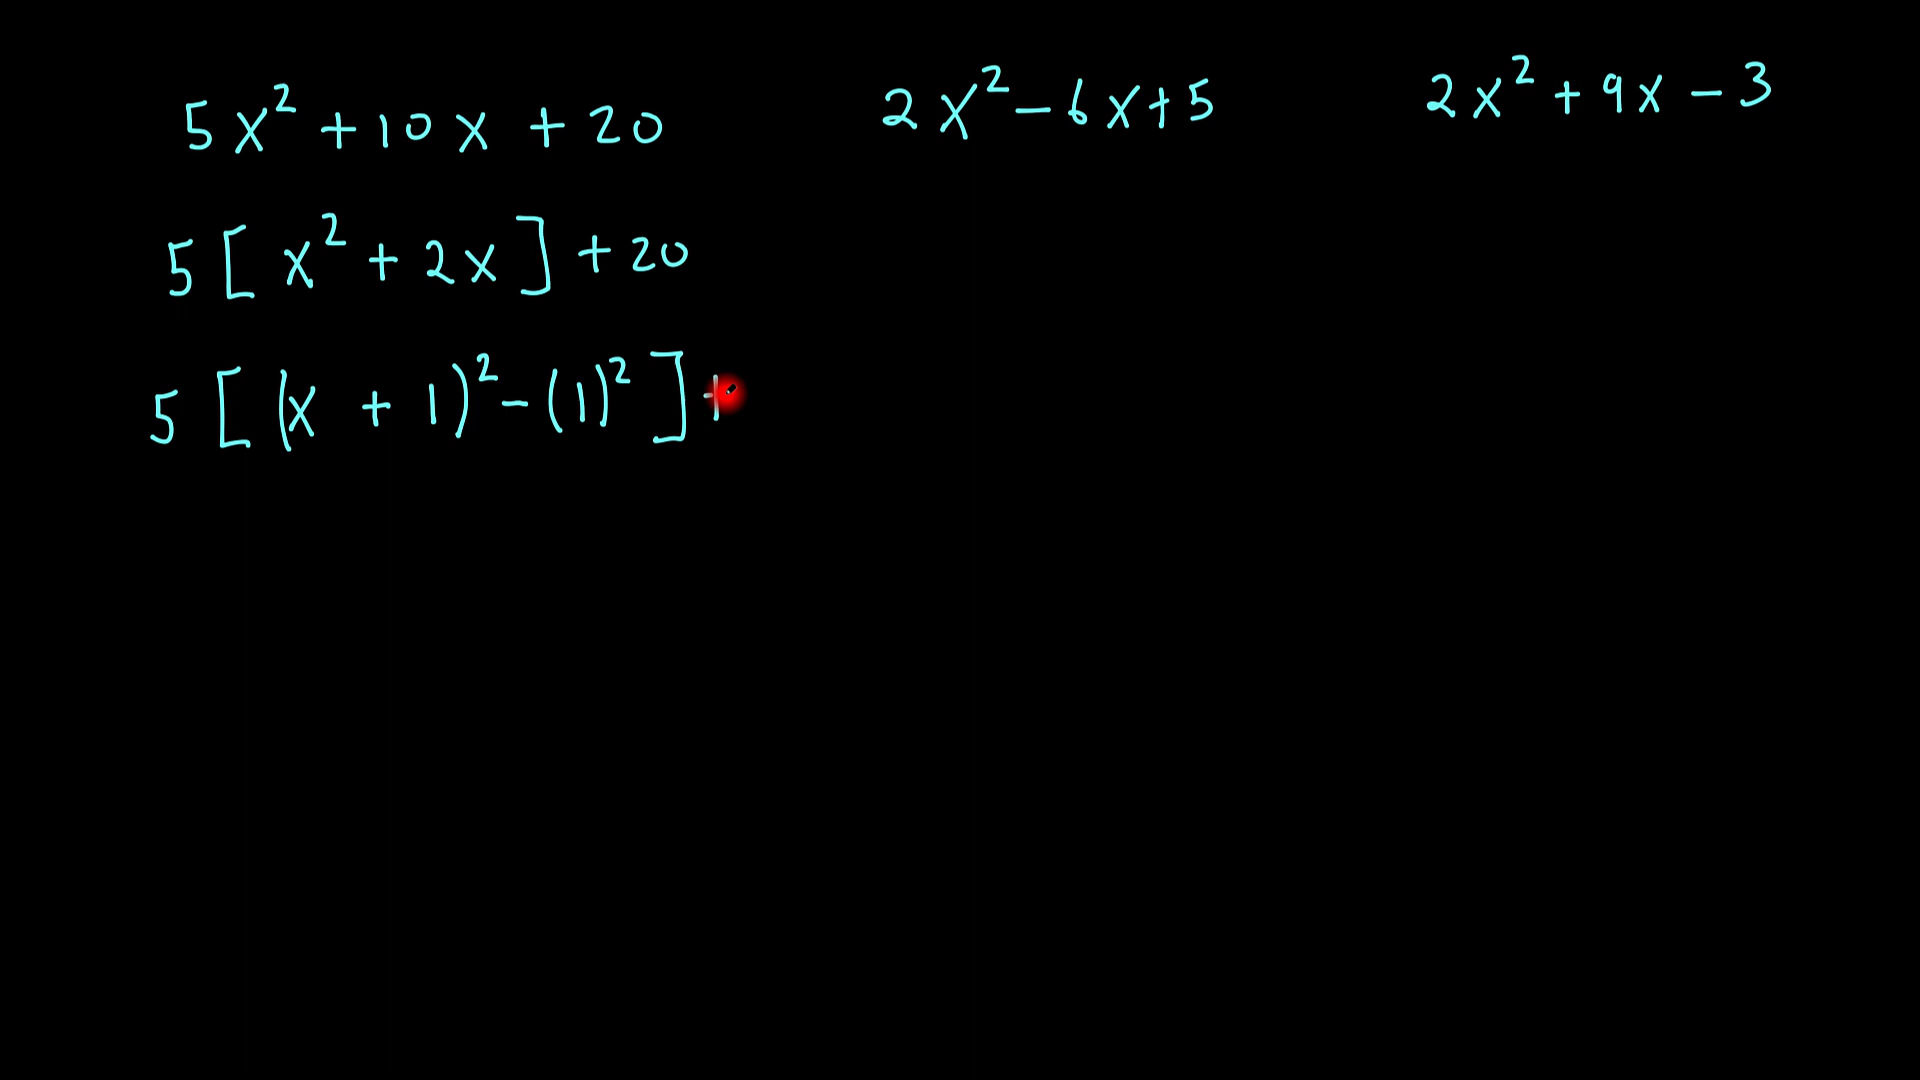 5x² + 10x + 20
5[x² + 2x] + 20
5[(x + 1)² - (1)²] +
2x² - 6x + 5
2x² + 9x - 3